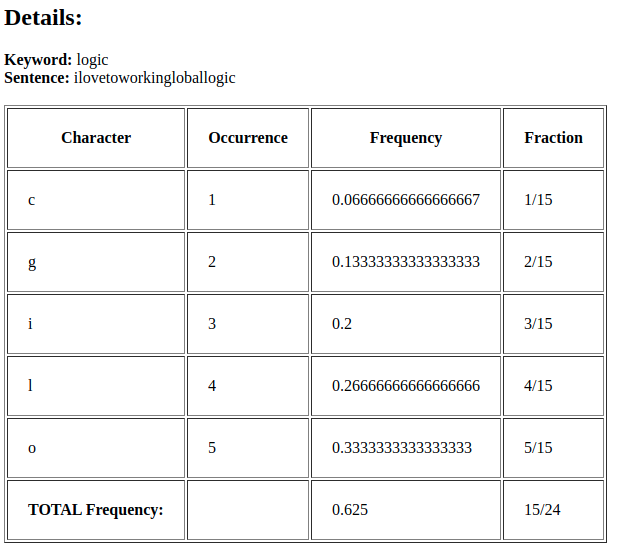 Details:
Keyword: logic
Sentence: ilovetoworkingloballogic
Character Occurrence Frequency Fraction
c 1 0.06666666666666667 1/15
g 2 0.13333333333333333 2/15
i 3 0.2 3/15
l 4 0.26666666666666666 4/15
o 5 0.3333333333333333 5/15
TOTAL Frequency: 0.625 15/24